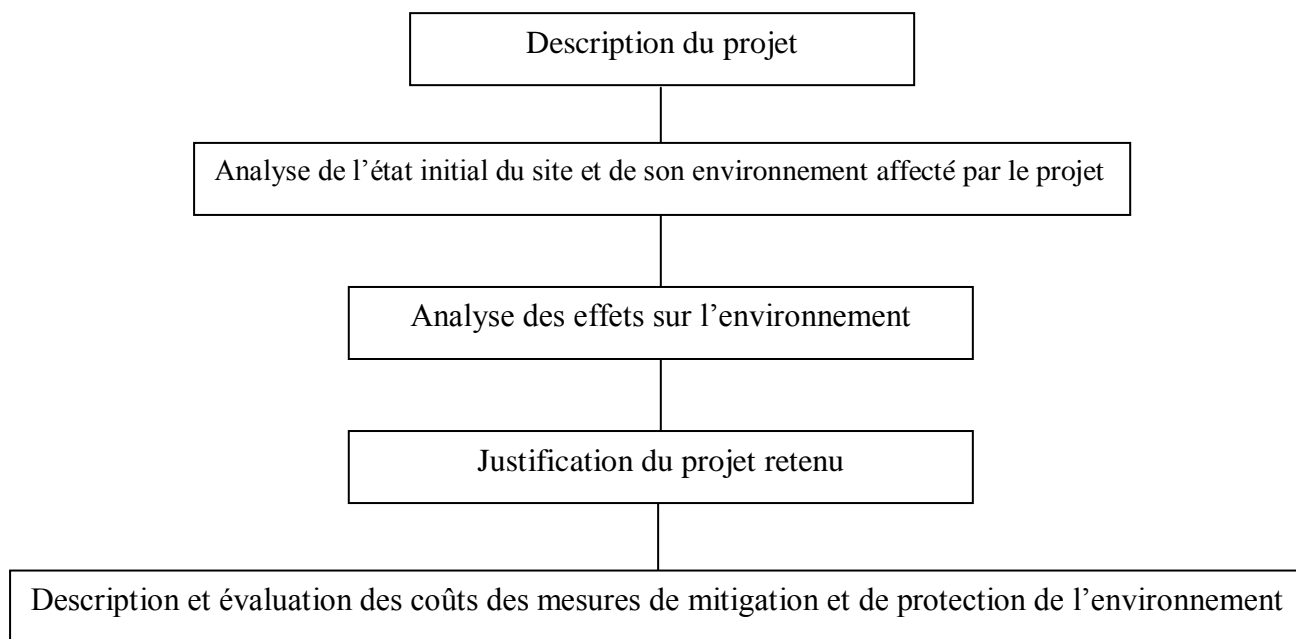 Description du projet
Analyse de l’état initial du site et de son environnement affecté par le projet
Analyse des effets sur l’environnement
Justification du projet retenu
Description et évaluation des coûts des mesures de mitigation et de protection de l’environnement